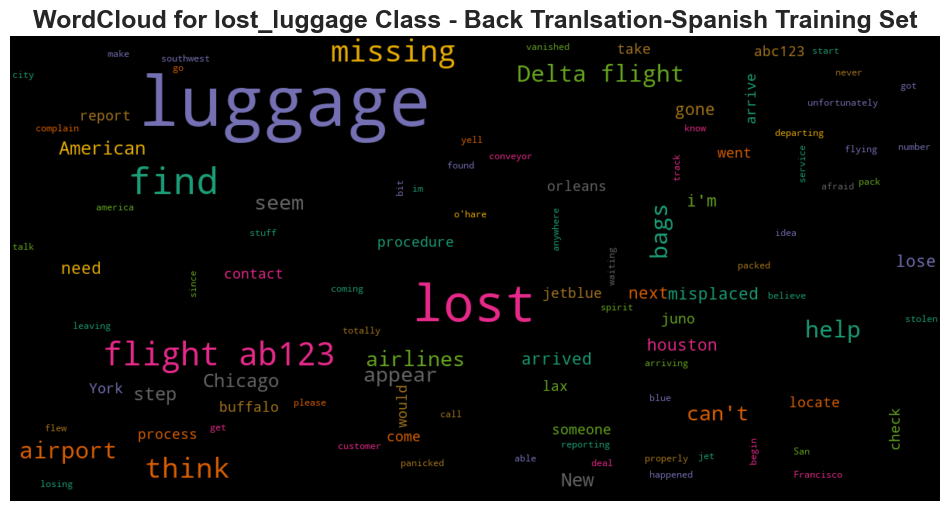 WordCloud for lost_luggage Class - Back Tranlsation-Spanish Training Set
missing
vanished
take
abc123
start
make
southwest
go
city
luggage
Delta flight
never
got
arrive
unfortunately
report
gone
complain
know
departing
American
yell
conveyor
went
track
service
flying
number
find
found
bit
im
orleans
afraid
pack
america
seem
o'hare
i'm
bags
anywhere
stuff
procedure
idea
talk
need
contact
since
waiting
packed
lose
coming
jetblue
next
misplaced
believe
lost
spirit
leaving
totally
juno
help
stolen
flight ab123
airlines
arrived
houston
arriving
Chicago
appear
York
step
would
lax
blue
buffalo
please
call
can't
locate
check
flew
process
get
come
someone
airport
customer
reporting
think
panicked
able
deal
properly
jet
begin
San
happened
Francisco
losing
New